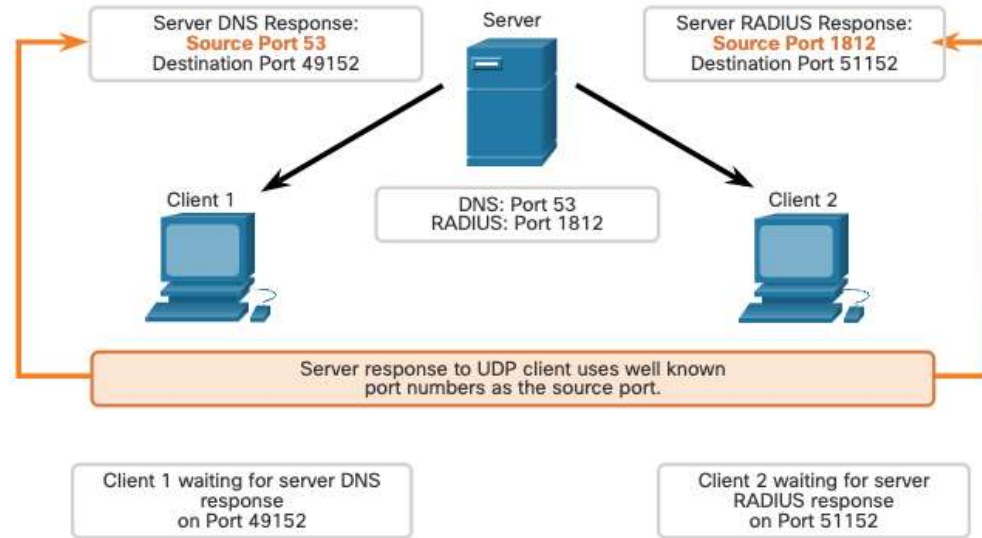 Server DNS Response:
Source Port 53
Destination Port 49152
Server
Server RADIUS Response:
Source Port 1812
Destination Port 51152
Client 1
DNS: Port 53
RADIUS: Port 1812
Client 2
Server response to UDP client uses well known
port numbers as the source port.
Client 1 waiting for server DNS
response
on Port 49152
Client 2 waiting for server
RADIUS response
on Port 51152